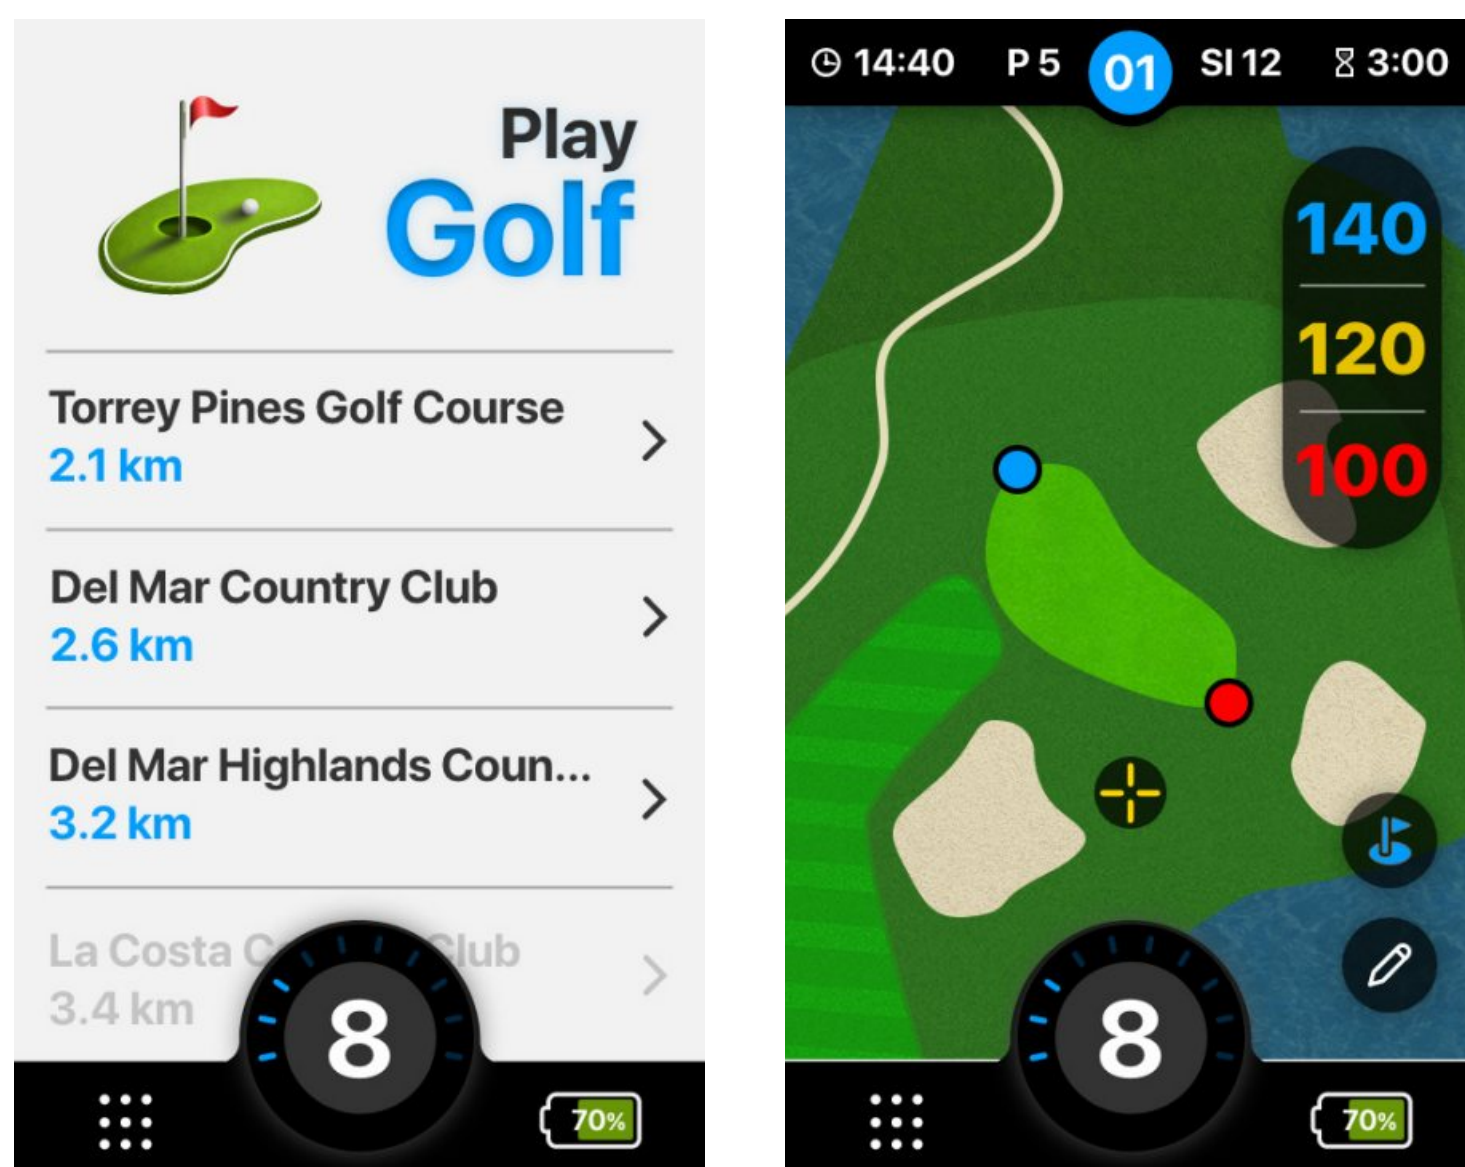 Play
Golf
Torrey Pines Golf Course
2.1 km
Del Mar Country Club
2.6 km
Del Mar Highlands Coun...
3.2 km
La Costa C Club
3.4 km
8
70%
14:40 P 5 01 SI 12 3:00
140
120
100
8
70%